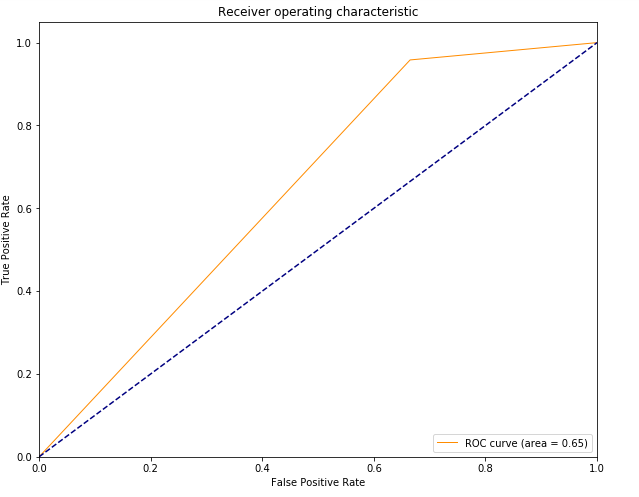 Receiver operating characteristic
1.0
0.8
0.6
0.4
0.2
0.0
True Positive Rate
ROC curve (area = 0.65)
0.0 0.2 0.4 0.6 0.8 1.0
False Positive Rate